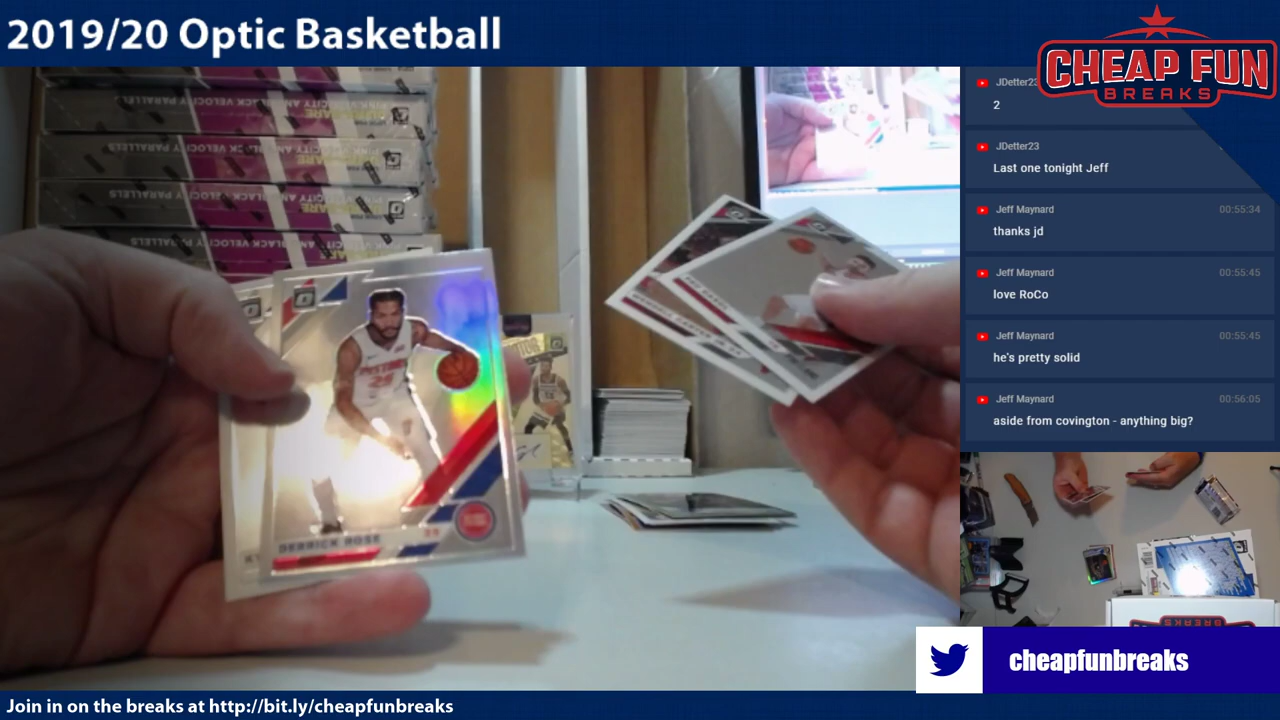 2019/20 Optic Basketball
CHEAP FUN
BREAKS
JDetter23
2
JDetter23
Last one tonight Jeff
Jeff Maynard 00:55:34
thanks jd
Jeff Maynard 00:55:45
love RoCo
Jeff Maynard 00:55:45
he's pretty solid
Jeff Maynard 00:56:05
aside from covington - anything big?
PISTONS
25
DERRICK ROSE
25
cheapfunbreaks
Join in on the breaks at http://bit.ly/cheapfunbreaks